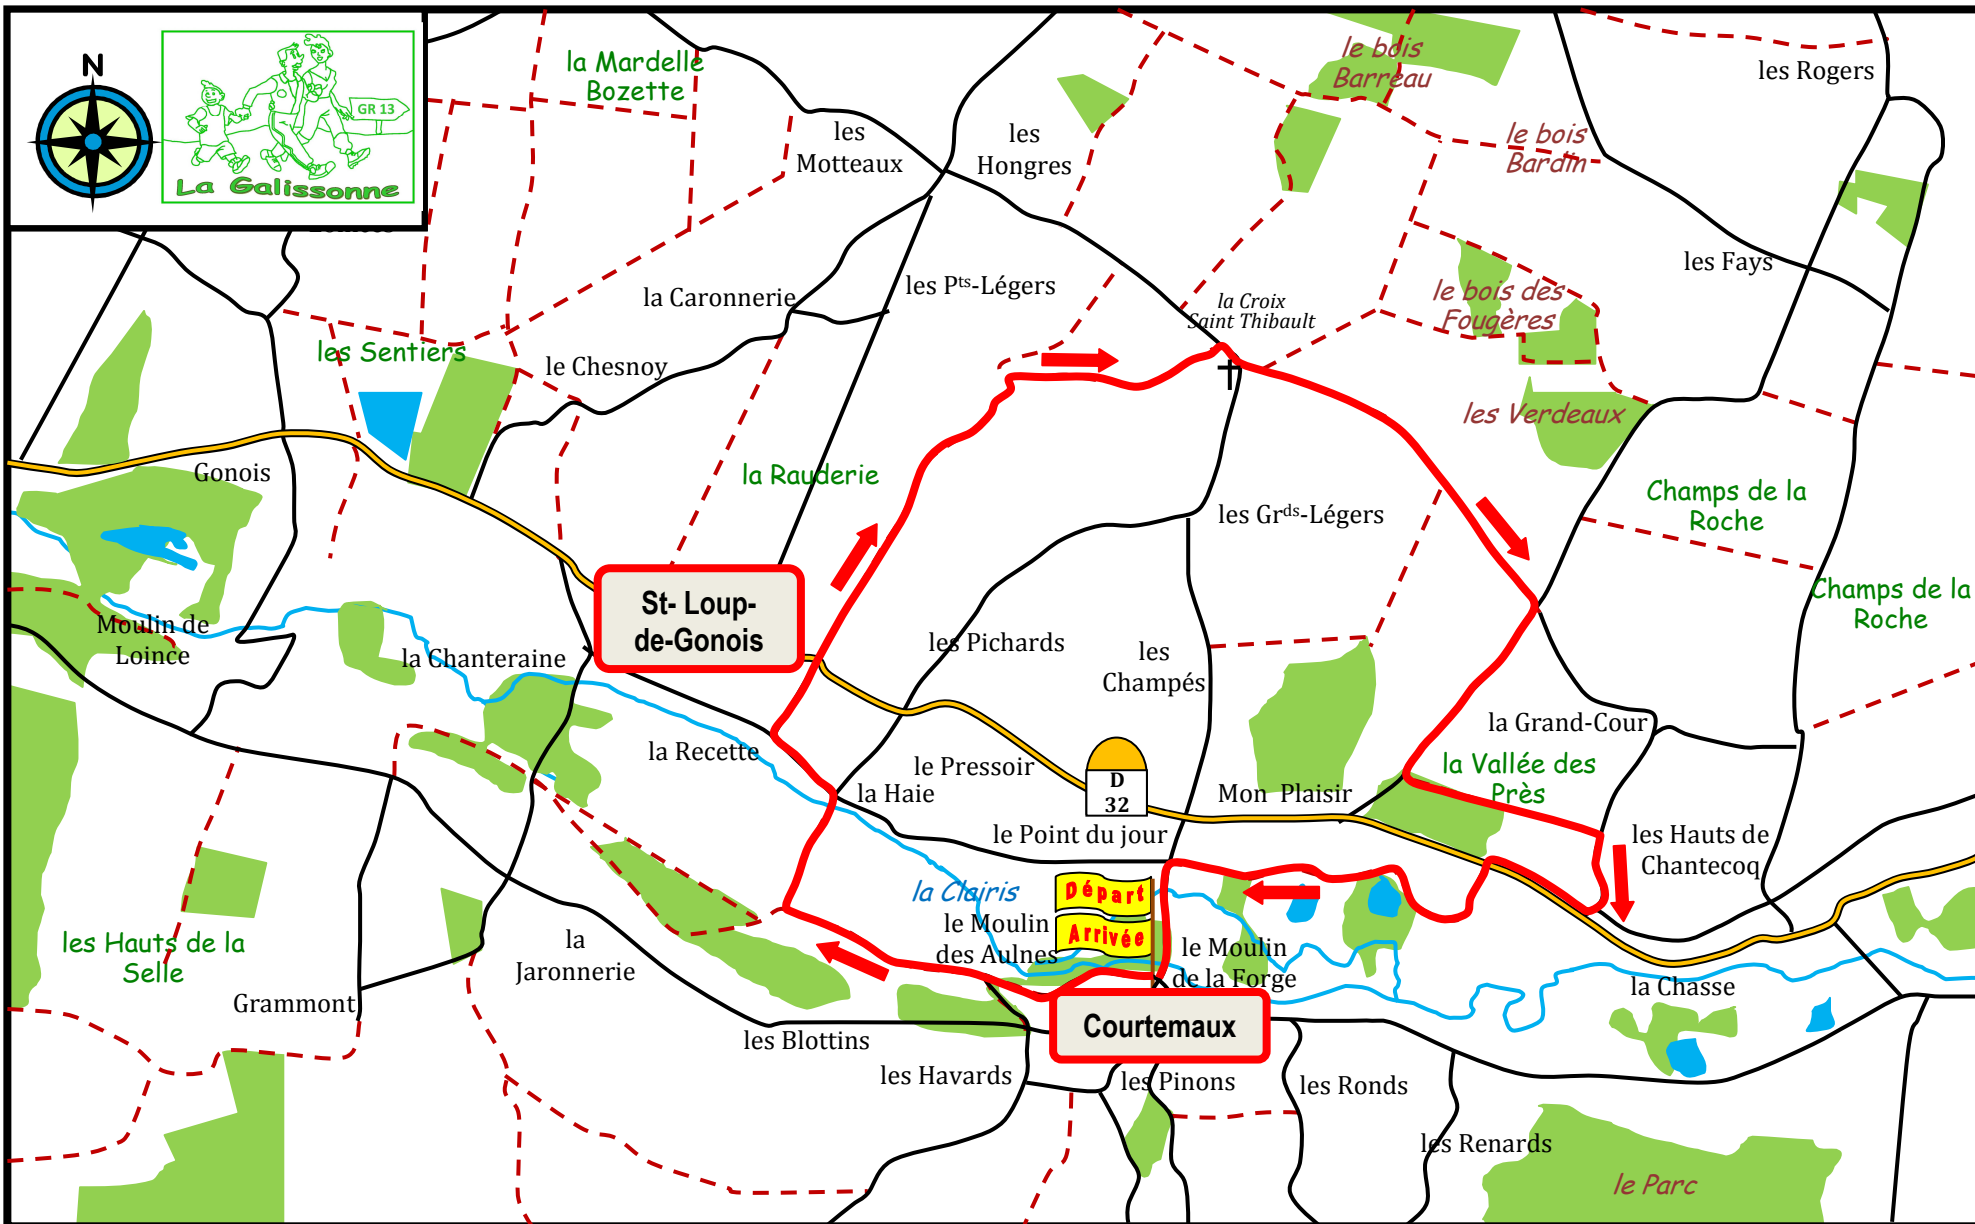 N
GR 13
La Galissonne
la Mardelle
Bozette
les
Motteaux
les
Hongres
le bois
Barreau
les Rogers
le bois
Bardin
les Fays
les Pts-Légers
la Caronnerie
la Croix
Saint Thibault
le bois des
Fougères
les Sentiers
le Chesnoy
les Verdeaux
Gonois
la Rauderie
les Grds-Légers
Champs de la
Roche
Champs de la
Roche
St- Loup-
de-Gonois
Moulin de
Loince
la Chanteraine
les Pichards
les
Champés
la Recette
la Grand-Cour
le Pressoir
la Haie
D
32
Mon Plaisir
la Vallée des
Près
le Point du jour
les Hauts de
Chantecoq
la Clairis
Départ
Arrivée
le Moulin
des Aulnes
le Moulin
de la Forge
les Hauts de la
Selle
la
Jaronnerie
Grammont
la Chasse
Courtemaux
les Blottins
les Havards
les Pinons
les Ronds
les Renards
le Parc